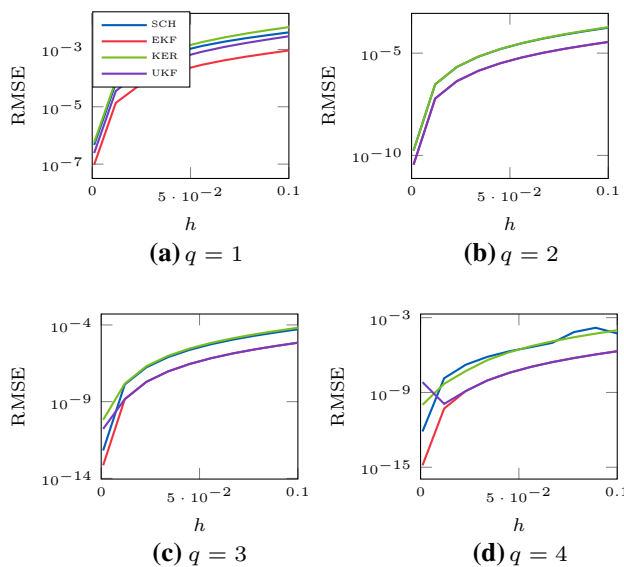 SCH
EKF
KER
UKF
RMSE
10⁻³
10⁻⁵
10⁻⁷
0
5 · 10⁻²
0.1
h
(a) q = 1
RMSE
10⁻⁵
10⁻¹⁰
0
5 · 10⁻²
0.1
h
(b) q = 2
RMSE
10⁻⁴
10⁻⁹
10⁻¹⁴
0
5 · 10⁻²
0.1
h
(c) q = 3
RMSE
10⁻³
10⁻⁹
10⁻¹⁵
0
5 · 10⁻²
0.1
h
(d) q = 4